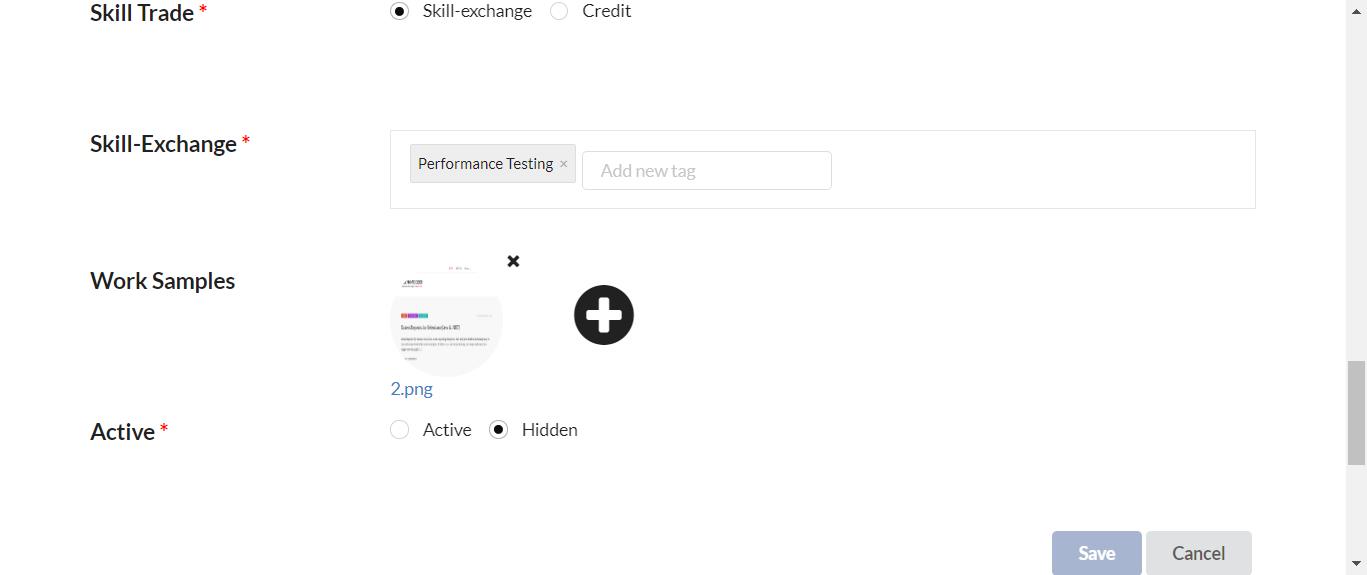 Skill Trade * Skill-exchange Credit
Skill-Exchange * Performance Testing × Add new tag
Work Samples
2.png
Active * Active Hidden
Save Cancel